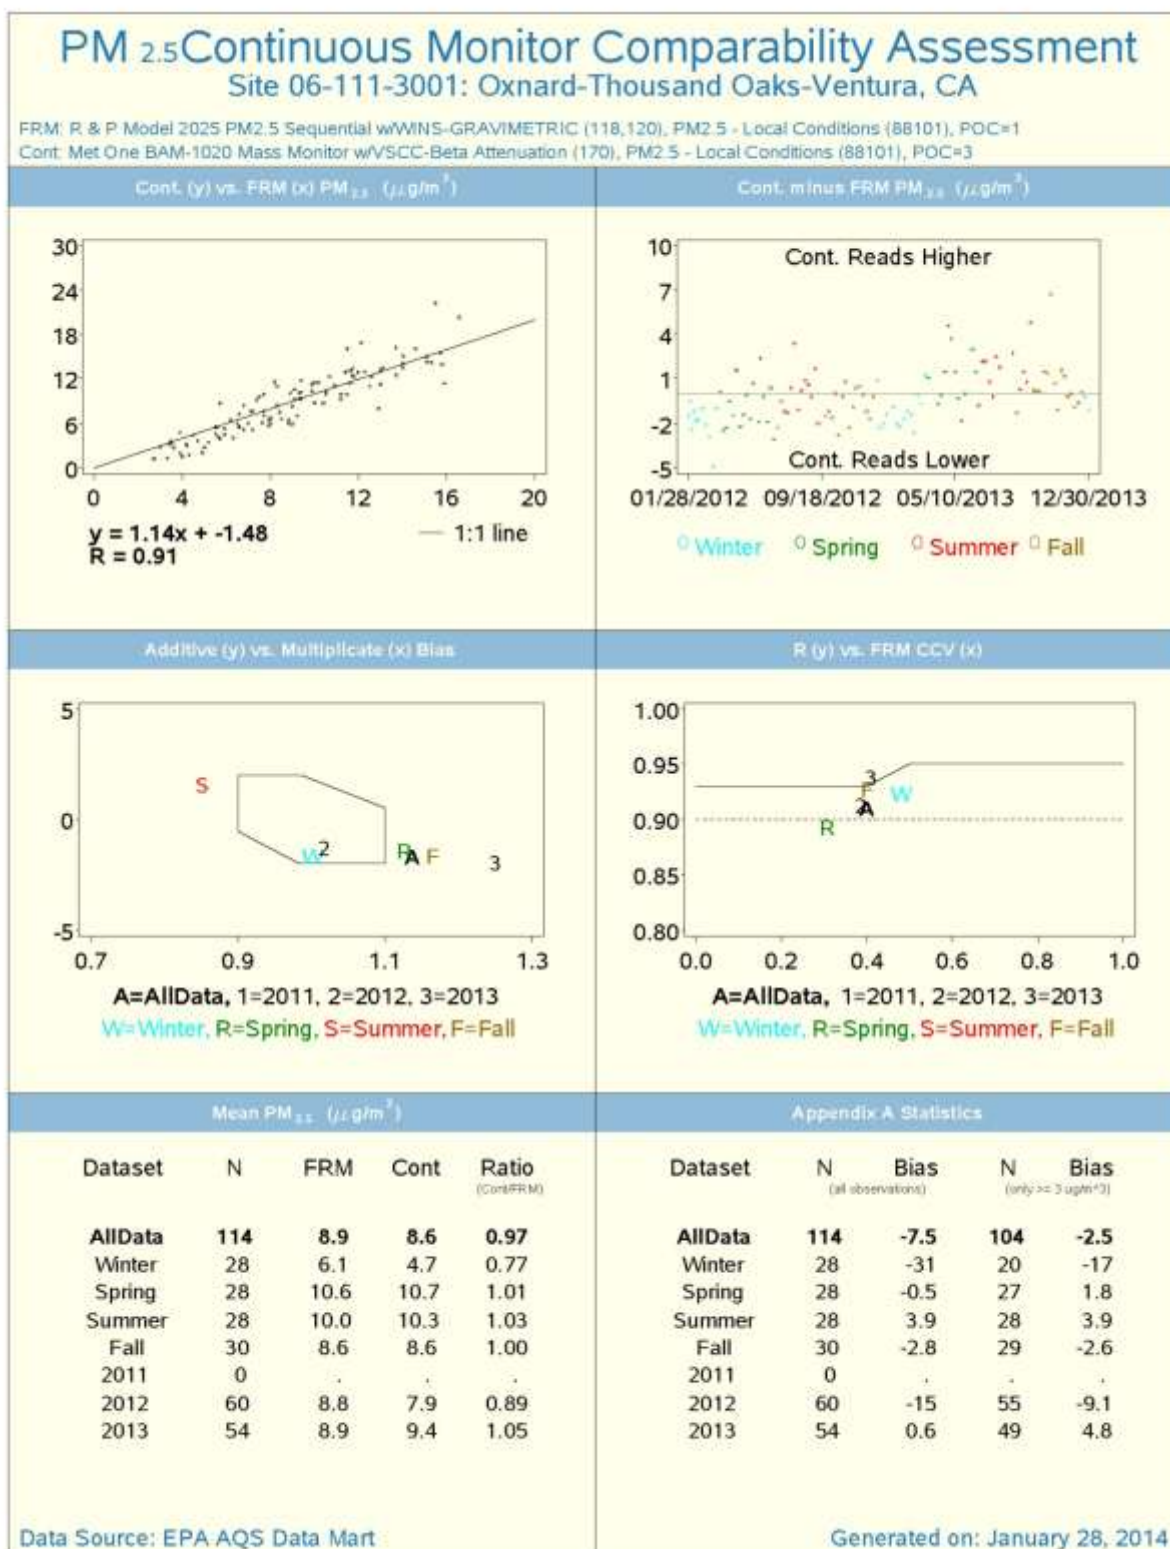 PM 2.5 Continuous Monitor Comparability Assessment
Site 06-111-3001: Oxnard-Thousand Oaks-Ventura, CA
FRM: R & P Model 2025 PM2.5 Sequential w/WINS-GRAVIMETRIC (118,120), PM2.5 - Local Conditions (88101), POC=1
Cont: Met One BAM-1020 Mass Monitor w/VSCC-Beta Attenuation (170), PM2.5 - Local Conditions (88101), POC=3
Cont. (y) vs. FRM (x) PM2.5 (μg/m³)
30
24
18
12
6
0
0 4 8 12 16 20
y = 1.14x + -1.48
R = 0.91
1:1 line
Cont. minus FRM PM2.5 (μg/m³)
10
7
4
1
-2
-5
Cont. Reads Higher
Cont. Reads Lower
01/28/2012 09/18/2012 05/10/2013 12/30/2013
Winter Spring Summer Fall
Additive (y) vs. Multiplicate (x) Bias
5
0
-5
S
W 2 R A F 3
0.7 0.9 1.1 1.3
A=AllData, 1=2011, 2=2012, 3=2013
W=Winter, R=Spring, S=Summer, F=Fall
R (y) vs. FRM CCV (x)
1.00
0.95
0.90
0.85
0.80
3
F W
2 A
R
0.0 0.2 0.4 0.6 0.8 1.0
A=AllData, 1=2011, 2=2012, 3=2013
W=Winter, R=Spring, S=Summer, F=Fall
Mean PM2.5 (μg/m³)
Dataset N FRM Cont Ratio
(Cont/FRM)
AllData 114 8.9 8.6 0.97
Winter 28 6.1 4.7 0.77
Spring 28 10.6 10.7 1.01
Summer 28 10.0 10.3 1.03
Fall 30 8.6 8.6 1.00
2011 0 . . .
2012 60 8.8 7.9 0.89
2013 54 8.9 9.4 1.05
Appendix A Statistics
Dataset N Bias N Bias
(all observations) (only >= 3 ug/m^3)
AllData 114 -7.5 104 -2.5
Winter 28 -31 20 -17
Spring 28 -0.5 27 1.8
Summer 28 3.9 28 3.9
Fall 30 -2.8 29 -2.6
2011 0 . . .
2012 60 -15 55 -9.1
2013 54 0.6 49 4.8
Data Source: EPA AQS Data Mart
Generated on: January 28, 2014